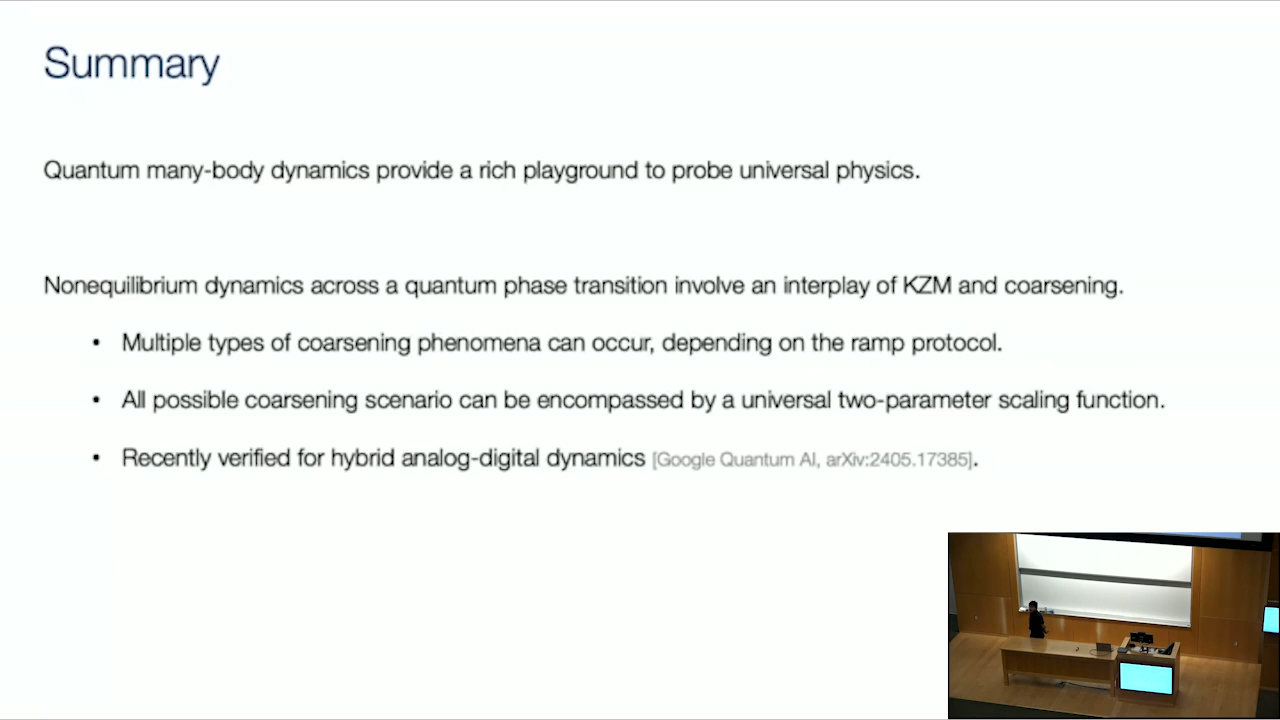 Summary
Quantum many-body dynamics provide a rich playground to probe universal physics.
Nonequilibrium dynamics across a quantum phase transition involve an interplay of KZM and coarsening.
• Multiple types of coarsening phenomena can occur, depending on the ramp protocol.
• All possible coarsening scenario can be encompassed by a universal two-parameter scaling function.
• Recently verified for hybrid analog-digital dynamics [Google Quantum AI, arXiv:2405.17385].